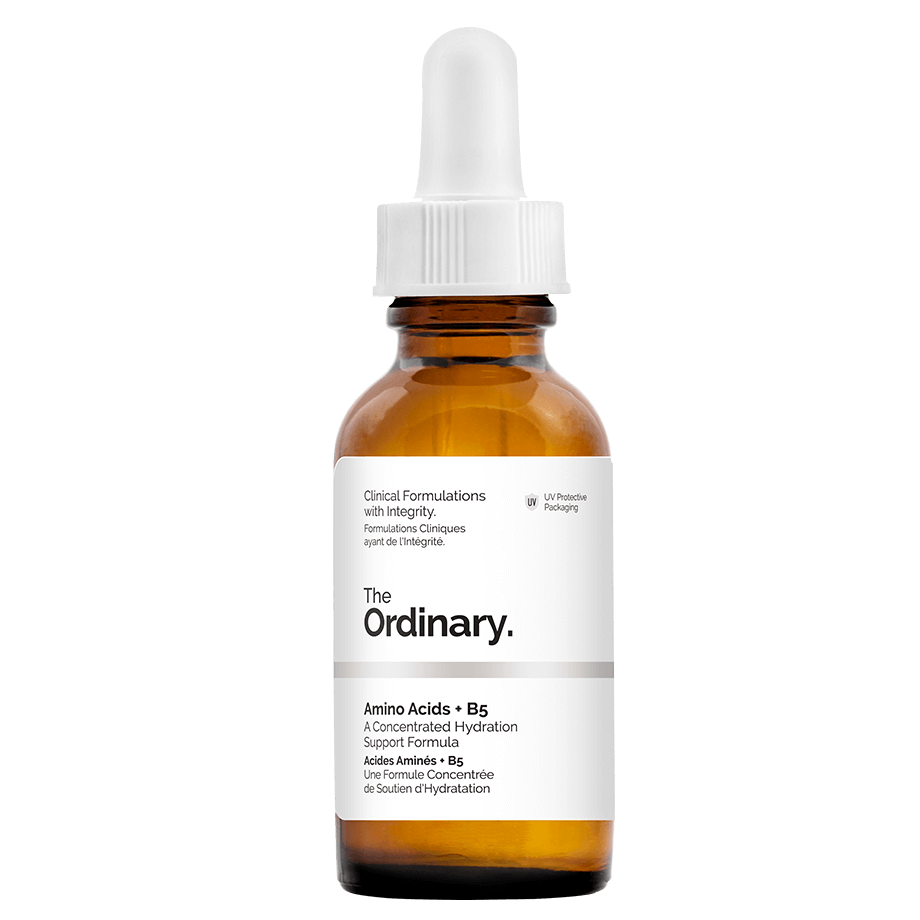 Clinical Formulations
with Integrity.
Formulations Cliniques
ayant de l'Intégrité.
UV
UV Protective
Packaging
The
Ordinary.
Amino Acids + B5
A Concentrated Hydration
Support Formula
Acides Aminés + B5
Une Formule Concentrée
de Soutien d'Hydratation